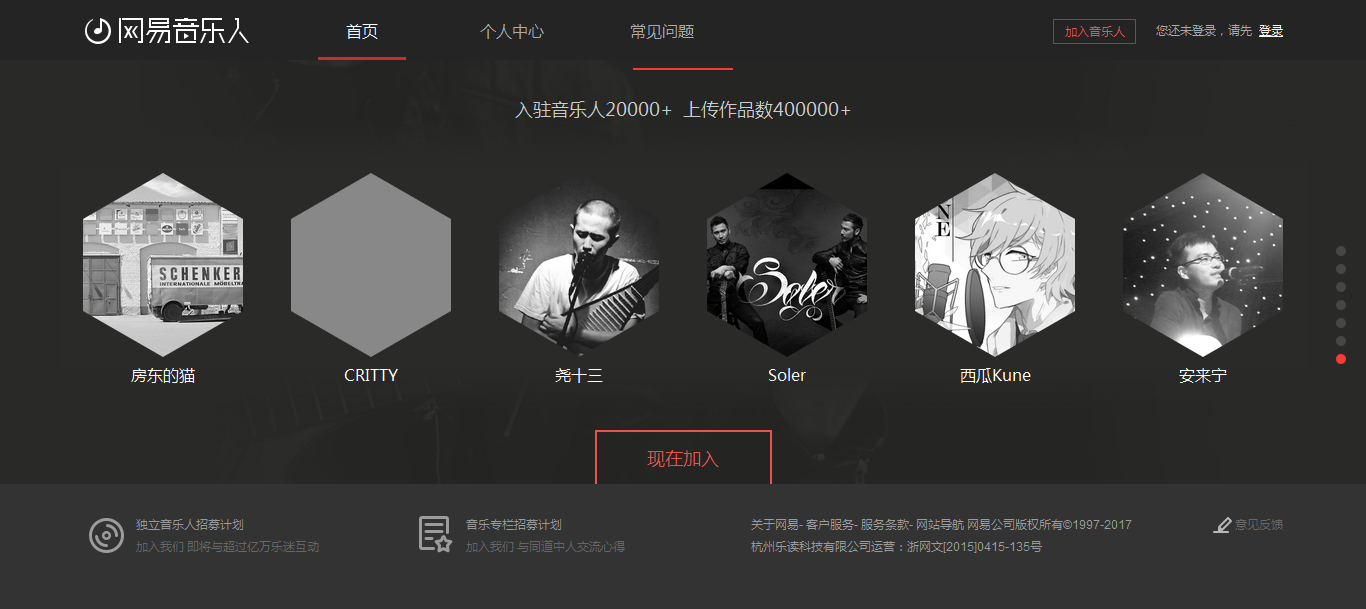 网易音乐人 首页 个人中心 常见问题 加入音乐人 您还未登录，请先 登录
入驻音乐人20000+ 上传作品数400000+
SCHENKER
INTERNATIONALE MÖBELTRA
Soler
NE
房东的猫 CRITTY 尧十三 Soler 西瓜Kune 安来宁
现在加入
独立音乐人招募计划 音乐专栏招募计划 关于网易- 客户服务- 服务条款- 网站导航 网易公司版权所有©1997-2017 意见反馈
加入我们 即将与超过亿万乐迷互动 加入我们 与同道中人交流心得 杭州乐读科技有限公司运营：浙网文[2015]0415-135号